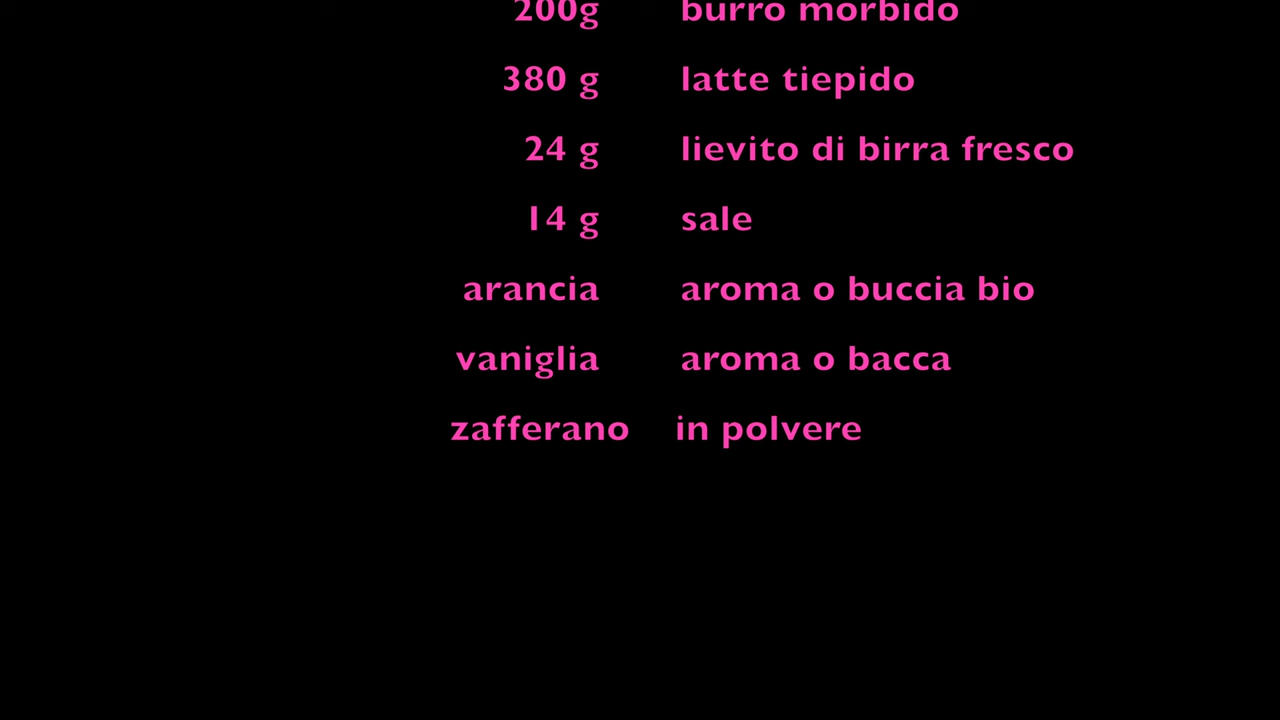 200g burro morbido
380 g latte tiepido
24 g lievito di birra fresco
14 g sale
arancia aroma o buccia bio
vaniglia aroma o bacca
zafferano in polvere